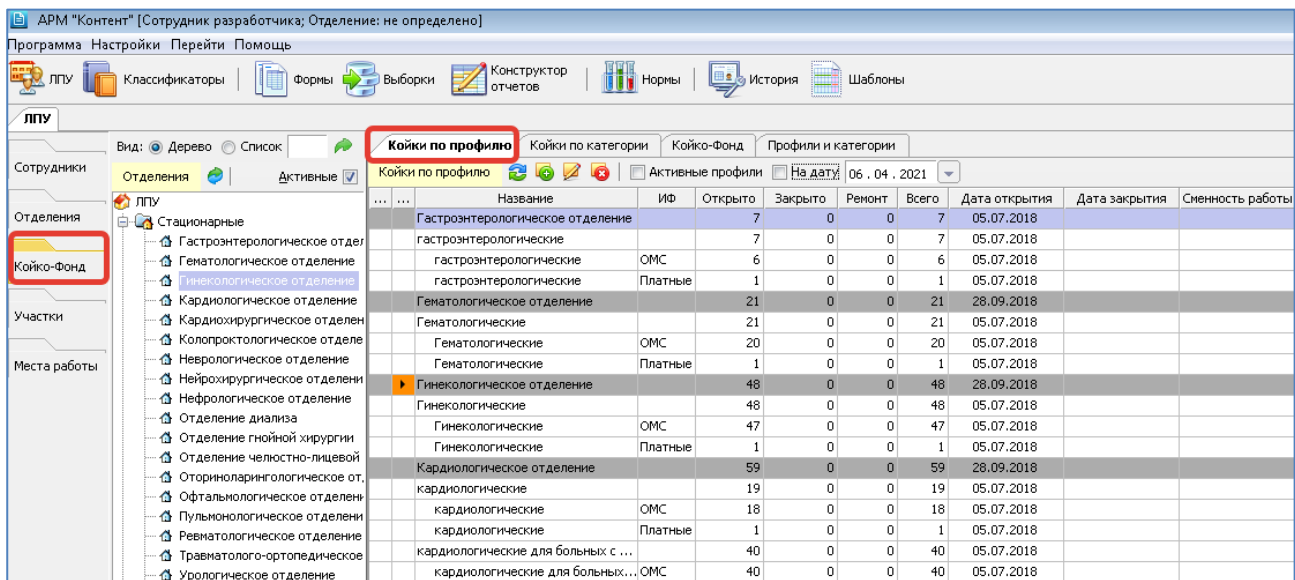 АРМ "Контент" [Сотрудник разработчика; Отделение: не определено]
Программа Настройки Перейти Помощь
ЛПУ Классификаторы Формы Выборки Конструктор отчетов Нормы История Шаблоны
ЛПУ
Сотрудники
Отделения
Койко-Фонд
Участки
Места работы
Вид: Дерево Список
Отделения Активные
ЛПУ
Стационарные
Гастроэнтерологическое отдел
Гематологическое отделение
Гинекологическое отделение
Кардиологическое отделение
Кардиохирургическое отделен
Колопроктологическое отделе
Неврологическое отделение
Нейрохирургическое отделени
Нефрологическое отделение
Отделение диализа
Отделение гнойной хирургии
Отделение челюстно-лицевой
Оториноларингологическое от.
Офтальмологическое отделени
Пульмонологическое отделени
Ревматологическое отделение
Травматолого-ортопедическое
Урологическое отделение
Койки по профилю Койки по категории Койко-Фонд Профили и категории
Койки по профилю Активные профили На дату 06 . 04 . 2021
... ... Название ИФ Открыто Закрыто Ремонт Всего Дата открытия Дата закрытия Сменность работы
Гастроэнтерологическое отделение 7 0 0 7 05.07.2018
гастроэнтерологические 7 0 0 7 05.07.2018
гастроэнтерологические ОМС 6 0 0 6 05.07.2018
гастроэнтерологические Платные 1 0 0 1 05.07.2018
Гематологическое отделение 21 0 0 21 28.09.2018
Гематологические 21 0 0 21 05.07.2018
Гематологические ОМС 20 0 0 20 05.07.2018
Гематологические Платные 1 0 0 1 05.07.2018
Гинекологическое отделение 48 0 0 48 28.09.2018
Гинекологические 48 0 0 48 05.07.2018
Гинекологические ОМС 47 0 0 47 05.07.2018
Гинекологические Платные 1 0 0 1 05.07.2018
Кардиологическое отделение 59 0 0 59 28.09.2018
кардиологические 19 0 0 19 05.07.2018
кардиологические ОМС 18 0 0 18 05.07.2018
кардиологические Платные 1 0 0 1 05.07.2018
кардиологические для больных с ... 40 0 0 40 05.07.2018
кардиологические для больных... ОМС 40 0 0 40 05.07.2018